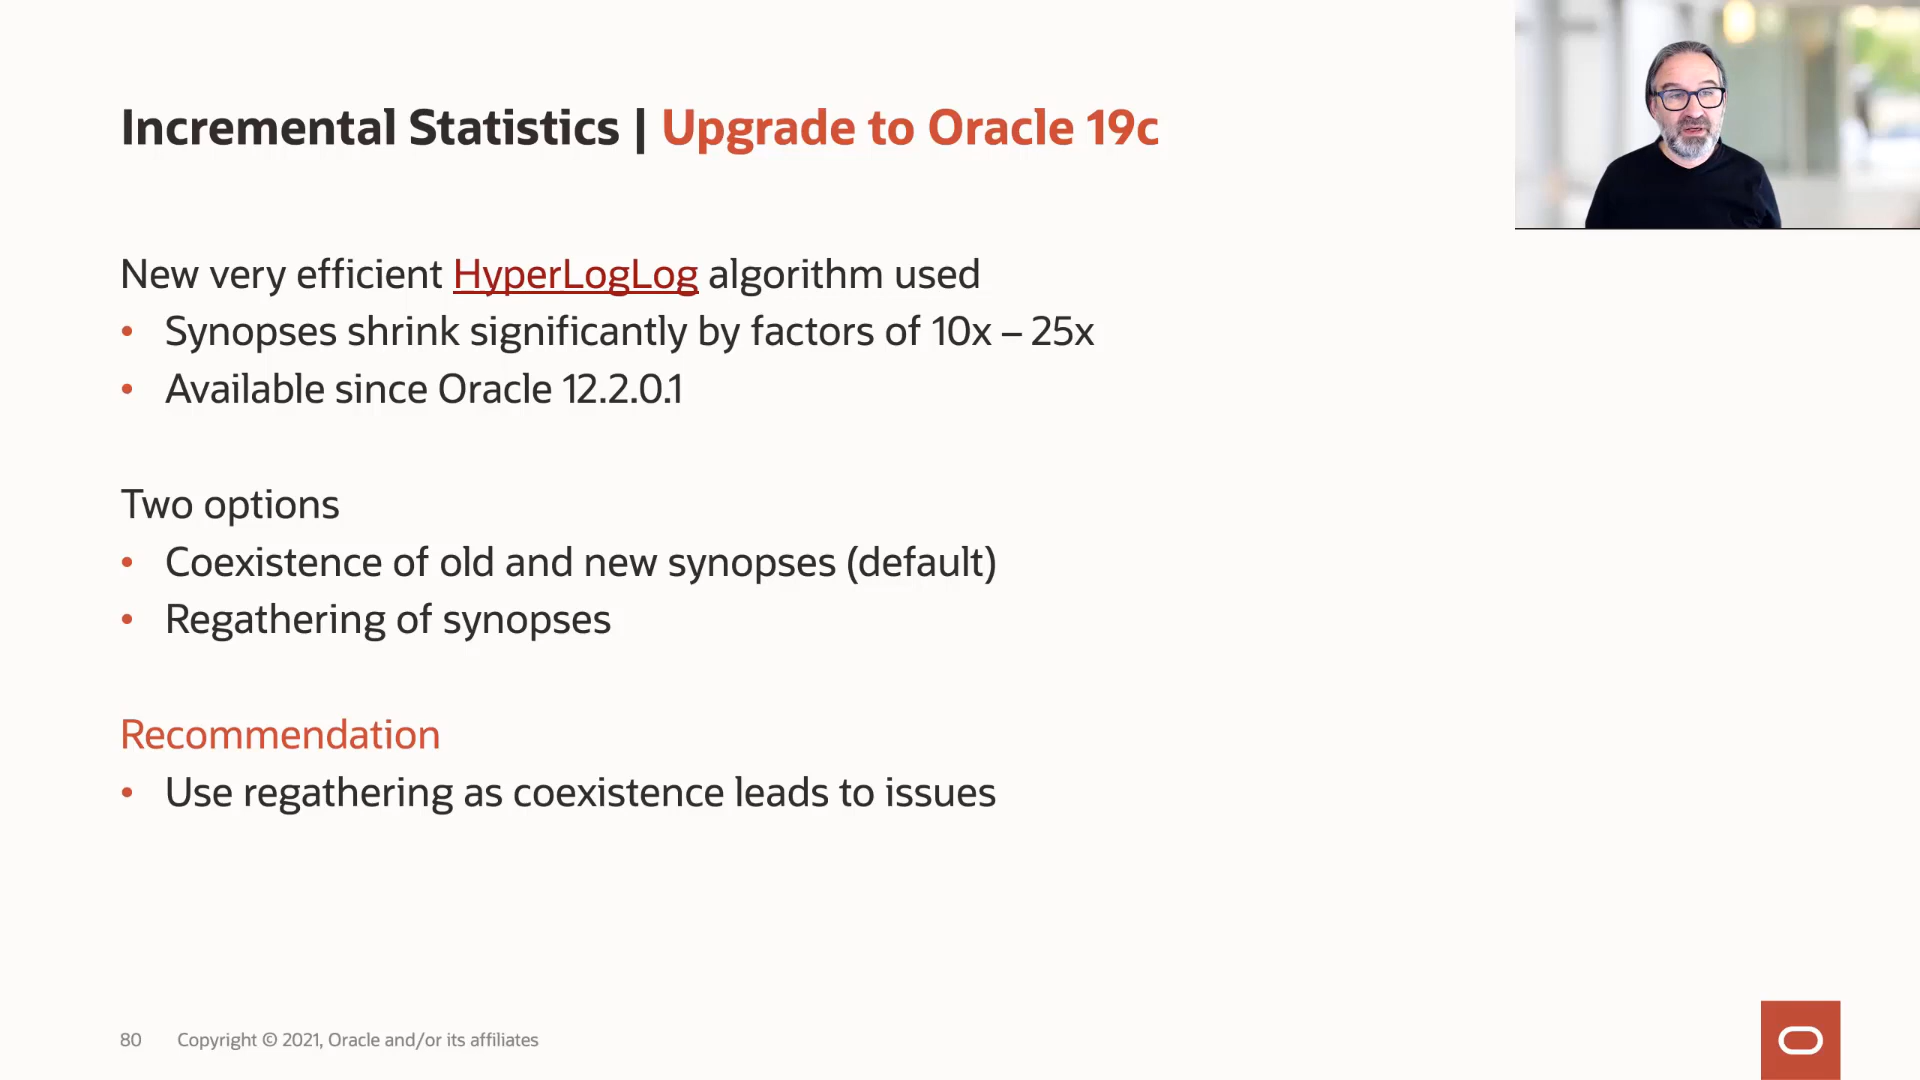 Incremental Statistics | Upgrade to Oracle 19c
New very efficient HyperLogLog algorithm used
• Synopses shrink significantly by factors of 10x – 25x
• Available since Oracle 12.2.0.1
Two options
• Coexistence of old and new synopses (default)
• Regathering of synopses
Recommendation
• Use regathering as coexistence leads to issues
80 Copyright © 2021, Oracle and/or its affiliates